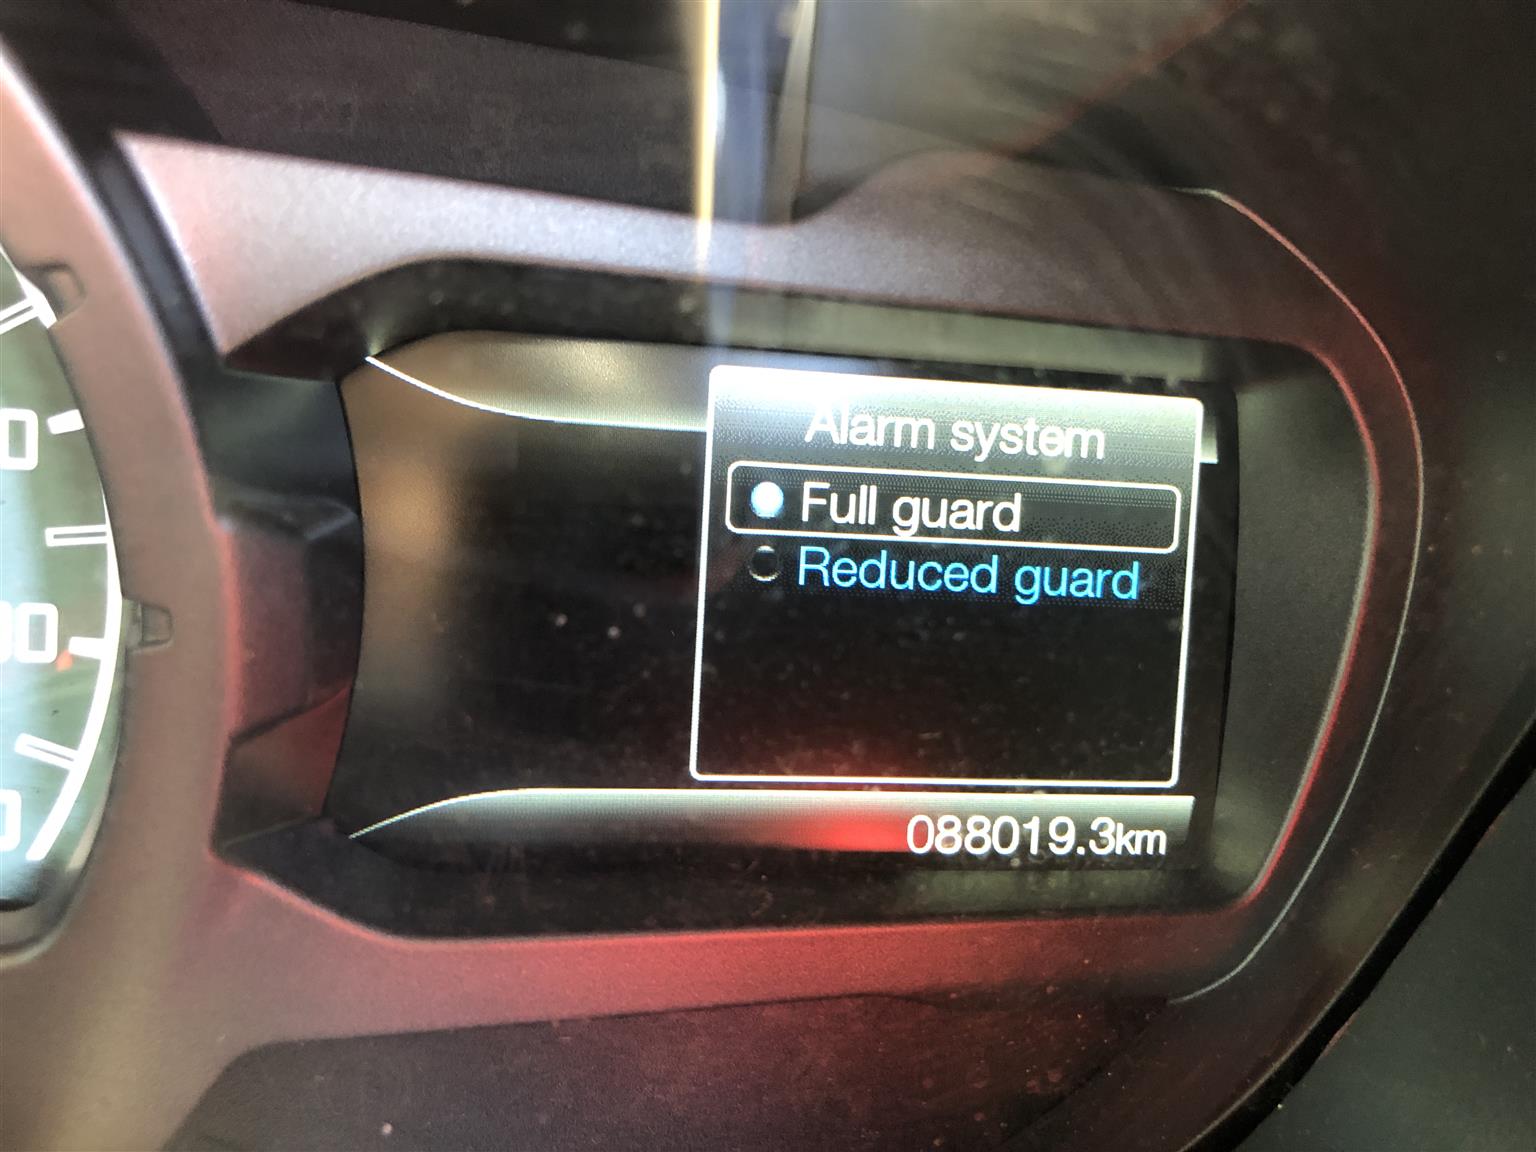 Alarm system
Full guard
Reduced guard
088019.3km